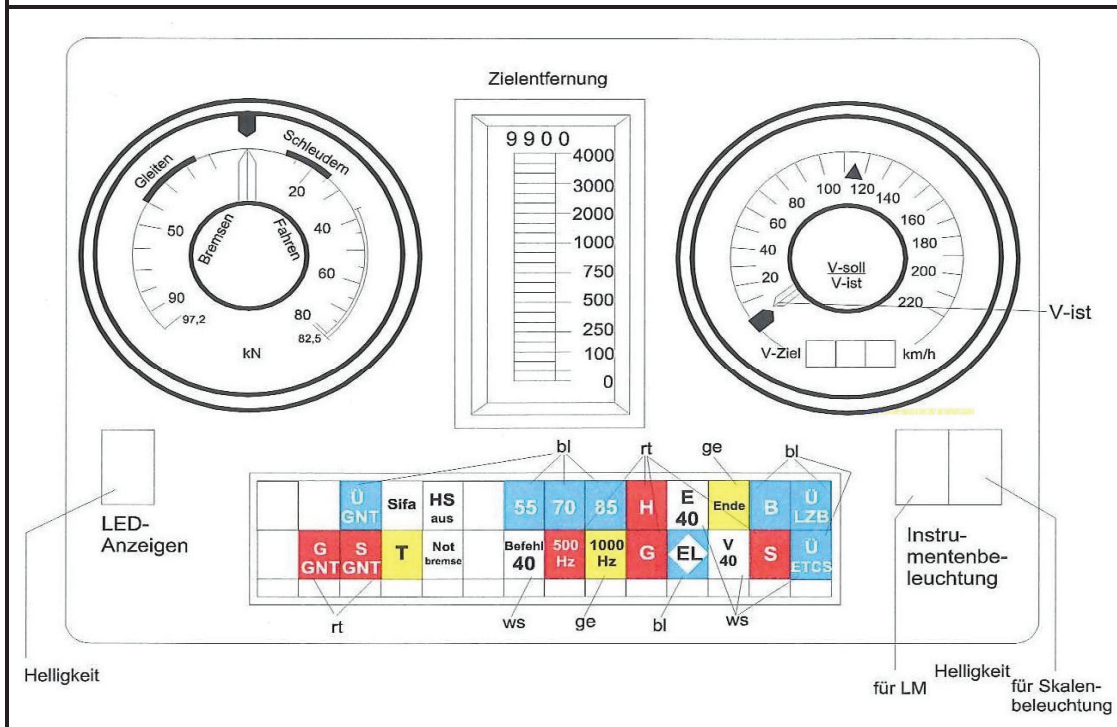 Zielentfernung
9900
4000
3000
2000
1000
750
500
250
100
0
Gleiten
Schleudern
Bremsen
Fahren
50
90
97,2
20
40
60
80
82,5
kN
20
40
60
80
100
120
140
160
180
200
220
V-soll
V-ist
V-Ziel
km/h
V-ist
bl
rt
ge
bl
Ü GNT
Sifa
HS aus
55
70
85
H
E 40
Ende
B
Ü LZB
G GNT
S GNT
T
Not bremse
Befehl 40
500 Hz
1000 Hz
G
EL
V 40
S
Ü ETCS
rt
ws
ge
bl
ws
LED-
Anzeigen
Instru-
mentenbe-
leuchtung
Helligkeit
für LM
Helligkeit
für Skalen-
beleuchtung